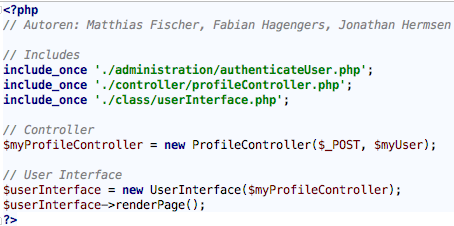 <?php
// Autoren: Matthias Fischer, Fabian Hagengers, Jonathan Hermsen
// Includes
include_once './administration/authenticateUser.php';
include_once './controller/profileController.php';
include_once './class/userInterface.php';
// Controller
$myProfileController = new ProfileController($_POST, $myUser);
// User Interface
$userInterface = new UserInterface($myProfileController);
$userInterface->renderPage();
?>